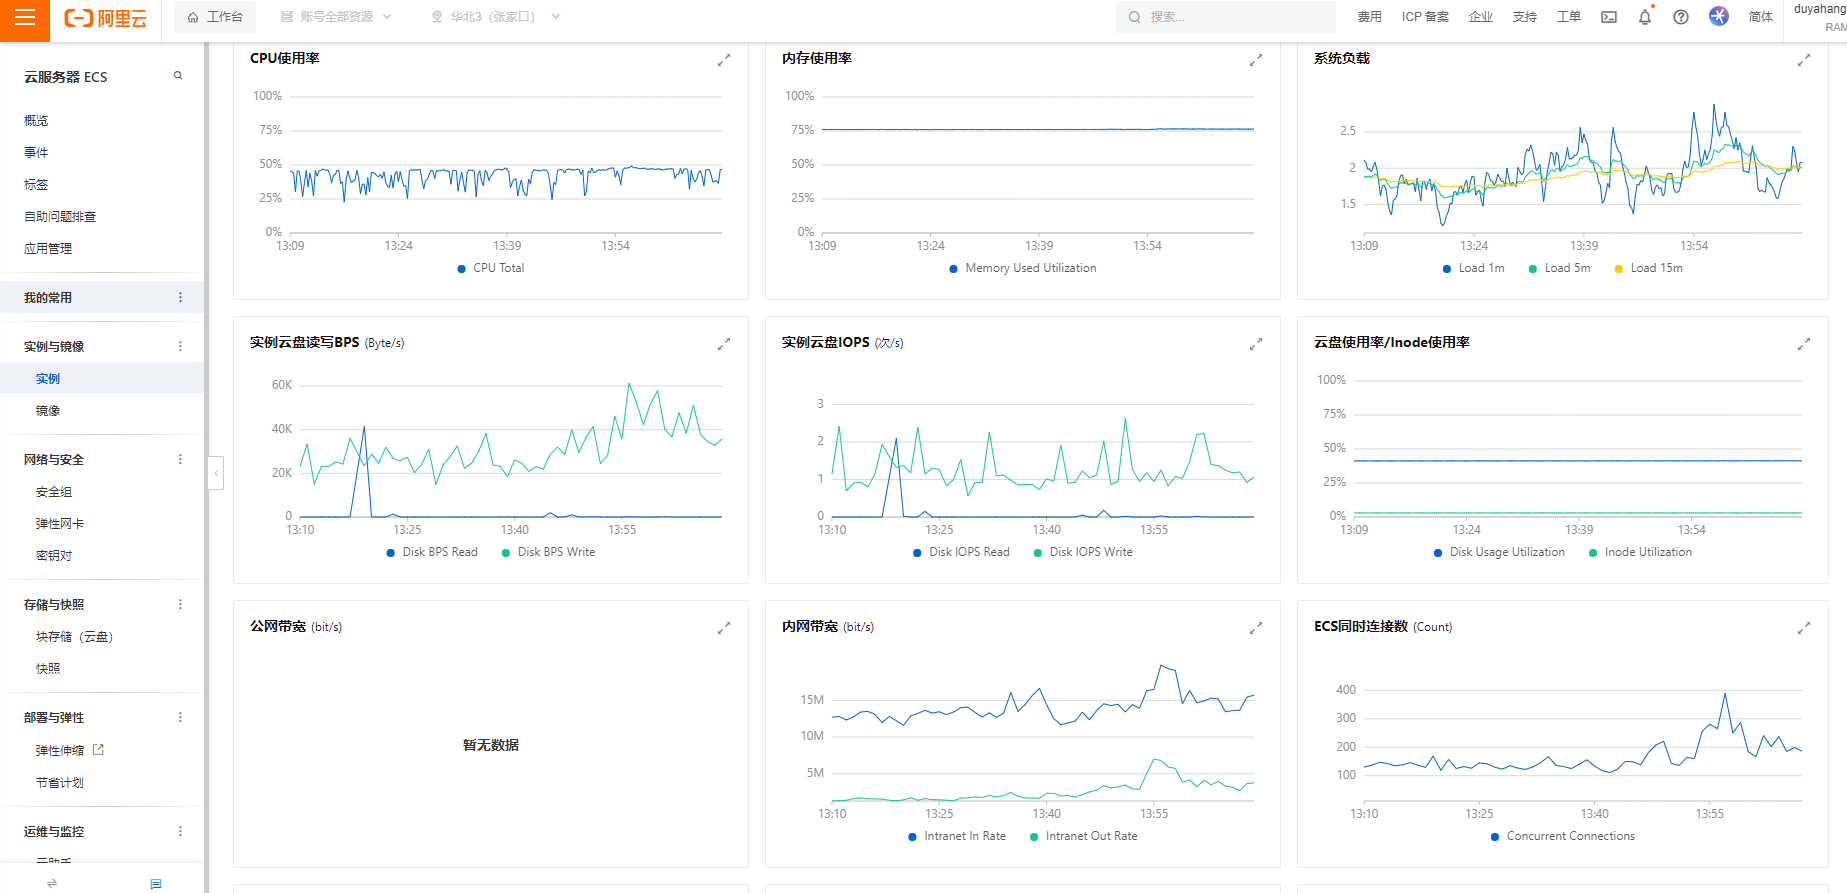 阿里云
工作台
账号全部资源
华北3（张家口）
搜索...
费用
ICP 备案
企业
支持
工单
简体
duyahang
RAM
云服务器 ECS
概览
事件
标签
自助问题排查
应用管理
我的常用
实例与镜像
实例
镜像
网络与安全
安全组
弹性网卡
密钥对
存储与快照
块存储（云盘）
快照
部署与弹性
弹性伸缩
节省计划
运维与监控
云助手
CPU使用率
100%
75%
50%
25%
0%
13:09 13:24 13:39 13:54
CPU Total
内存使用率
100%
75%
50%
25%
0%
13:09 13:24 13:39 13:54
Memory Used Utilization
系统负载
2.5
2
1.5
13:09 13:24 13:39 13:54
Load 1m Load 5m Load 15m
实例云盘读写BPS (Byte/s)
60K
40K
20K
0
13:10 13:25 13:40 13:55
Disk BPS Read Disk BPS Write
实例云盘IOPS (次/s)
3
2
1
0
13:10 13:25 13:40 13:55
Disk IOPS Read Disk IOPS Write
云盘使用率/Inode使用率
100%
75%
50%
25%
0%
13:09 13:24 13:39 13:54
Disk Usage Utilization Inode Utilization
公网带宽 (bit/s)
暂无数据
内网带宽 (bit/s)
15M
10M
5M
13:10 13:25 13:40 13:55
Intranet In Rate Intranet Out Rate
ECS同时连接数 (Count)
400
300
200
100
13:10 13:25 13:40 13:55
Concurrent Connections